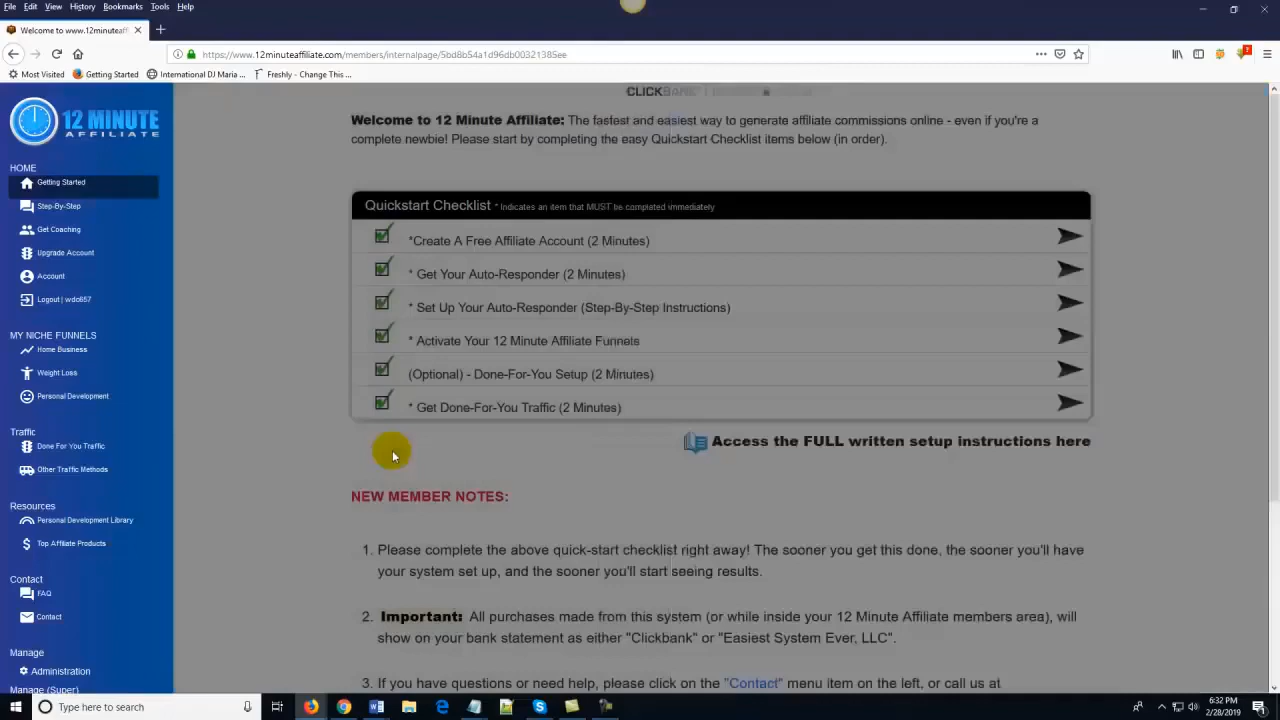 File Edit View History Bookmarks Tools Help
Welcome to www.12minuteaff
https://www.12minuteaffiliate.com/members/internalpage/5bd8b54a1d96db00321385ee
Most Visited Getting Started International DJ Maria ... Freshly - Change This ...
7
12 MINUTE
AFFILIATE
HOME
Getting Started
Step-By-Step
Get Coaching
Upgrade Account
Account
Logout | wdc657
MY NICHE FUNNELS
Home Business
Weight Loss
Personal Development
Traffic
Done For You Traffic
Other Traffic Methods
Resources
Personal Development Library
Top Affiliate Products
Contact
FAQ
Contact
Manage
Administration
Manage (Super)
Welcome to 12 Minute Affiliate: The fastest and easiest way to generate affiliate commissions online - even if you're a
complete newbie! Please start by completing the easy Quickstart Checklist items below (in order).
Quickstart Checklist * Indicates an item that MUST be completed immediately
*Create A Free Affiliate Account (2 Minutes)
* Get Your Auto-Responder (2 Minutes)
* Set Up Your Auto-Responder (Step-By-Step Instructions)
* Activate Your 12 Minute Affiliate Funnels
(Optional) - Done-For-You Setup (2 Minutes)
* Get Done-For-You Traffic (2 Minutes)
Access the FULL written setup instructions here
NEW MEMBER NOTES:
1. Please complete the above quick-start checklist right away! The sooner you get this done, the sooner you'll have
your system set up, and the sooner you'll start seeing results.
2. Important: All purchases made from this system (or while inside your 12 Minute Affiliate members area), will
show on your bank statement as either "Clickbank" or "Easiest System Ever, LLC".
3. If you have questions or need help, please click on the "Contact" menu item on the left, or call us at
Type here to search
6:32 PM
2/28/2019